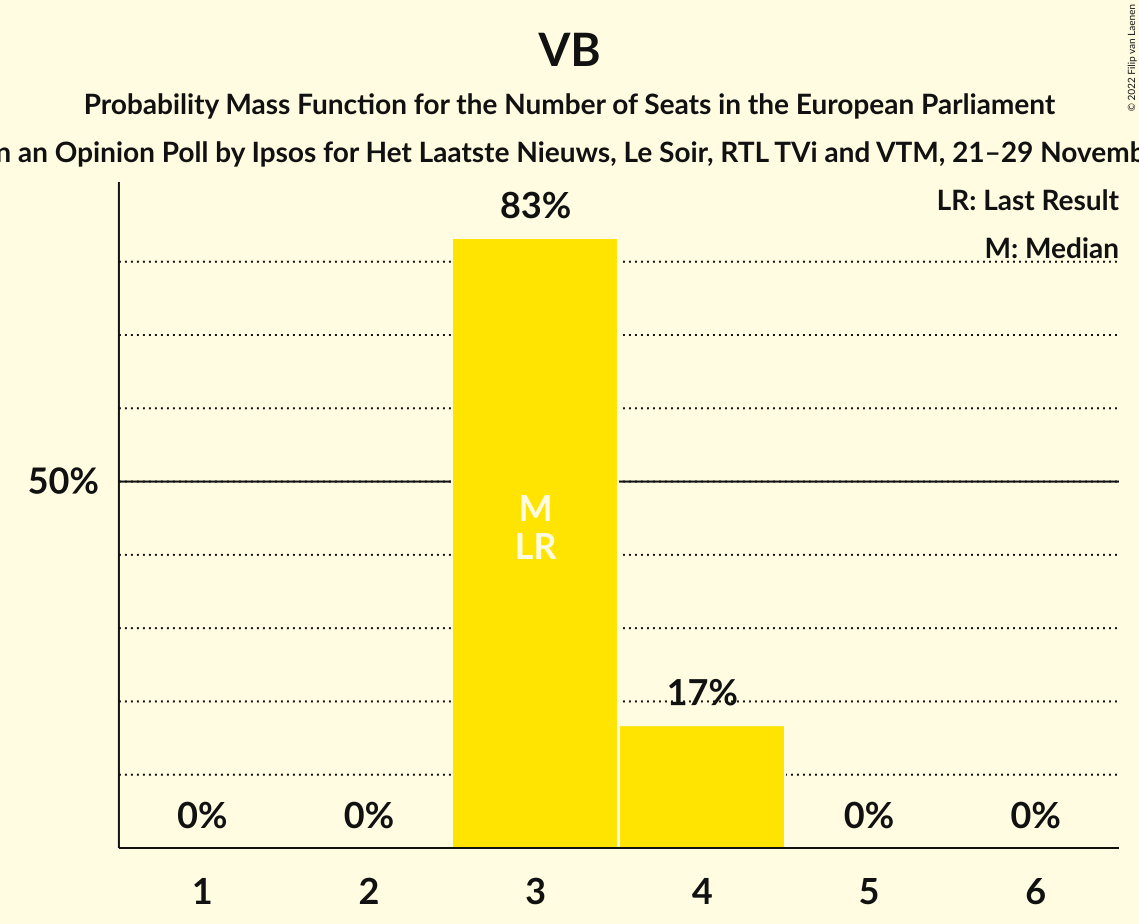 VB
Probability Mass Function for the Number of Seats in the European Parliament
an Opinion Poll by Ipsos for Het Laatste Nieuws, Le Soir, RTL TVi and VTM, 21–29
© 2022 Filip van Laenen
LR: Last Result
M: Median
83%
50%
M
LR
17%
0% 0% 0% 0%
1 2 3 4 5 6